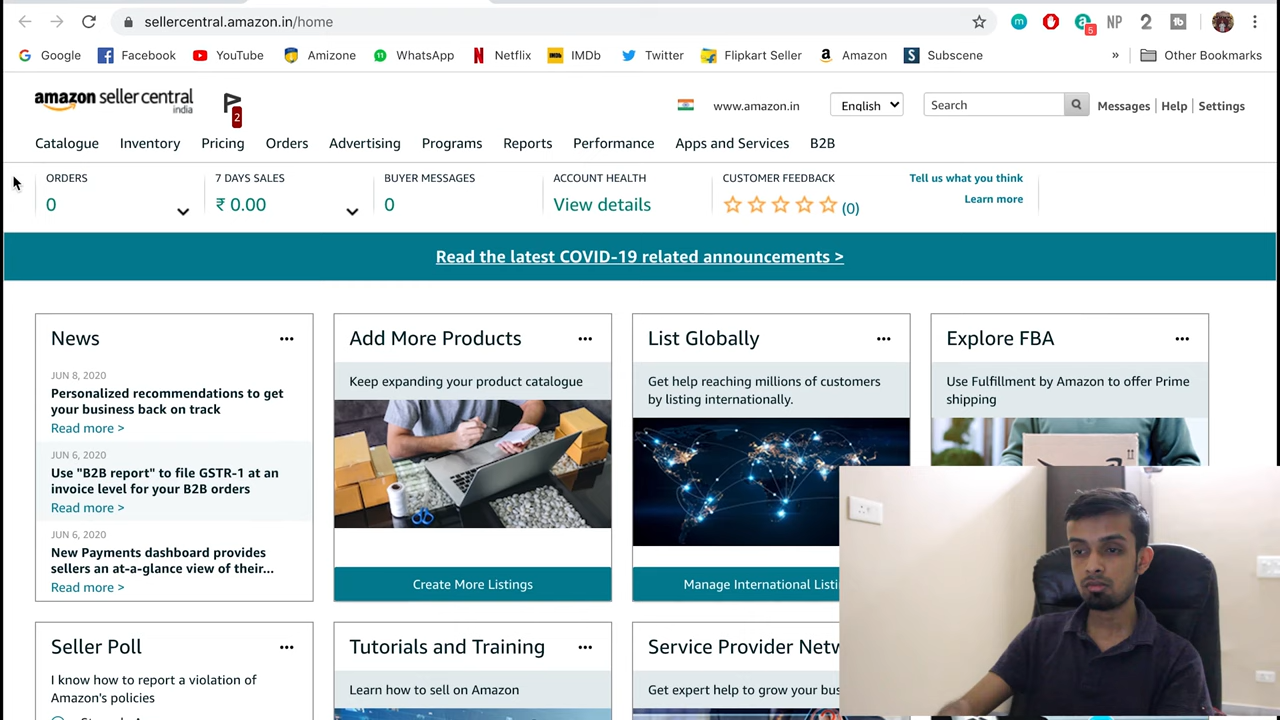 sellercentral.amazon.in/home
5
NP
2
tb
Google
Facebook
YouTube
Amizone
WhatsApp
Netflix
IMDb
Twitter
Flipkart Seller
Amazon
Subscene
»
Other Bookmarks
amazon seller central
india
2
www.amazon.in
English
Search
Messages | Help | Settings
Catalogue Inventory Pricing Orders Advertising Programs Reports Performance Apps and Services B2B
ORDERS
0
7 DAYS SALES
₹ 0.00
BUYER MESSAGES
0
ACCOUNT HEALTH
View details
CUSTOMER FEEDBACK
(0)
Tell us what you think
Learn more
Read the latest COVID-19 related announcements >
News
JUN 8, 2020
Personalized recommendations to get
your business back on track
Read more >
JUN 6, 2020
Use "B2B report" to file GSTR-1 at an
invoice level for your B2B orders
Read more >
JUN 6, 2020
New Payments dashboard provides
sellers an at-a-glance view of their...
Read more >
Add More Products
Keep expanding your product catalogue
Create More Listings
List Globally
Get help reaching millions of customers
by listing internationally.
Manage International Listi
Explore FBA
Use Fulfillment by Amazon to offer Prime
shipping
Seller Poll
I know how to report a violation of
Amazon's policies
Tutorials and Training
Learn how to sell on Amazon
Service Provider Netw
Get expert help to grow your bus